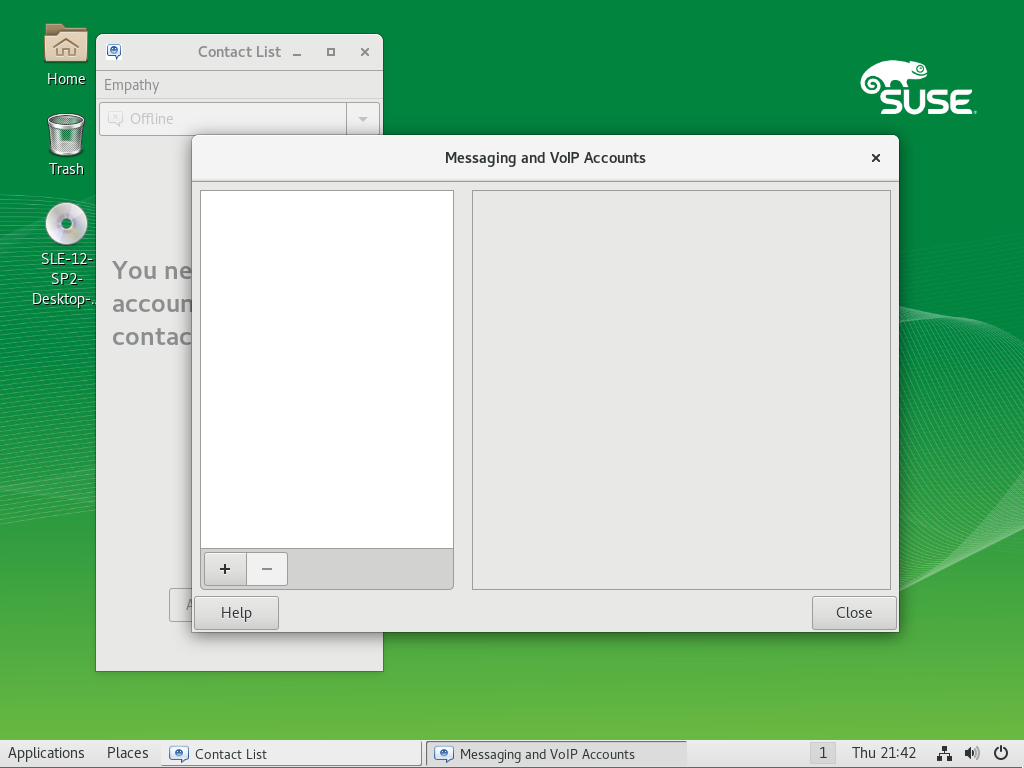 Home
Trash
SLE-12-
SP2-
Desktop-...
Contact List
Empathy
Offline
You ne
accoun
contac
A
SUSE
Messaging and VoIP Accounts
Help
Close
Applications
Places
Contact List
Messaging and VoIP Accounts
1
Thu 21:42